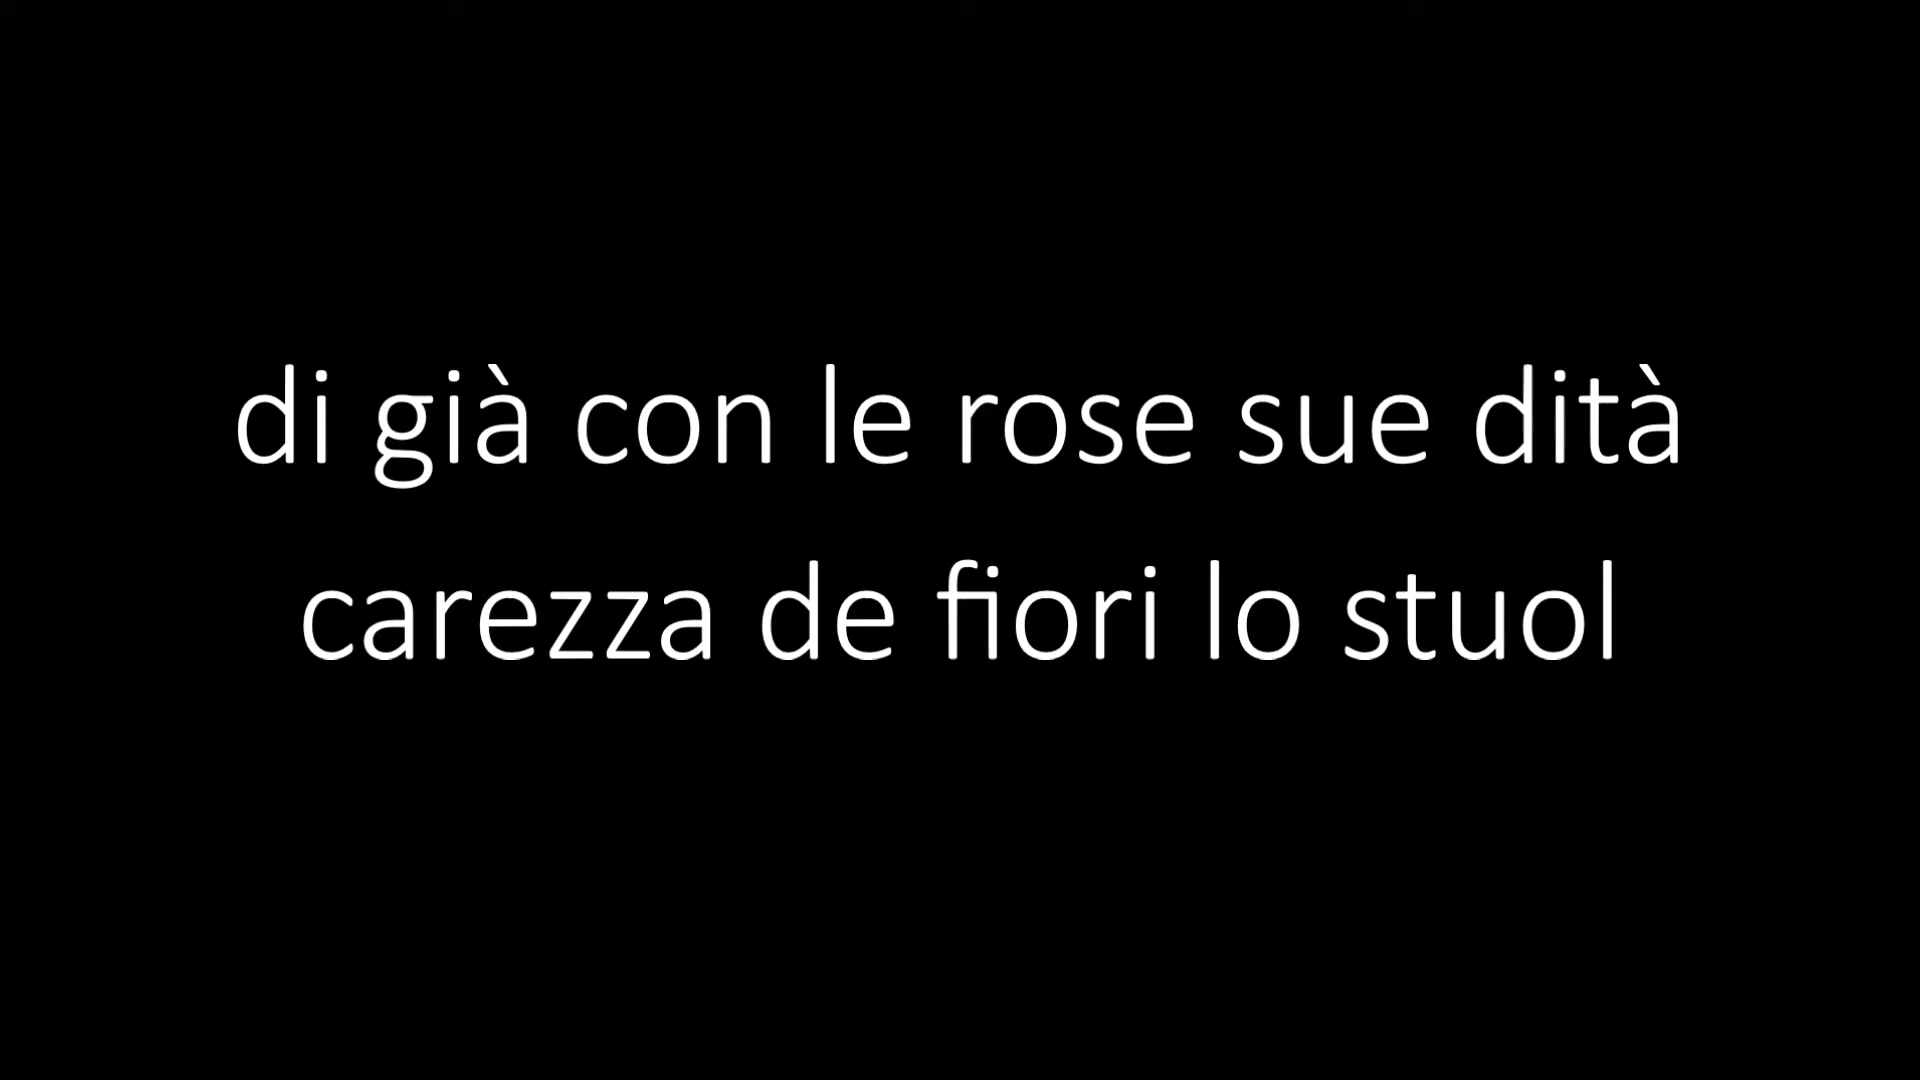 di già con le rose sue dità
carezza de fiori lo stuol